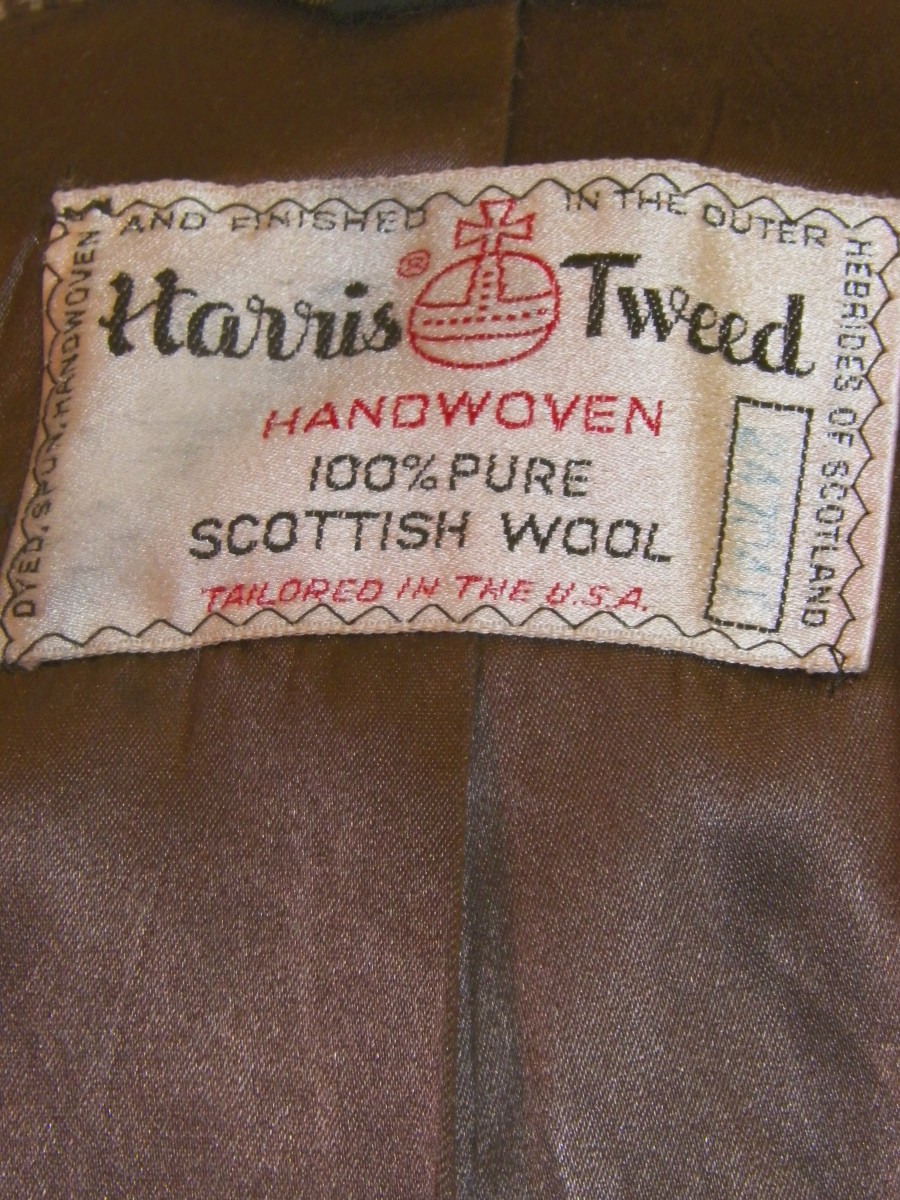 DYED, SPUN, HANDWOVEN
AND FINISHED IN THE OUTER
HEBRIDES OF SCOTLAND
Harris ® Tweed
HANDWOVEN
100% PURE
SCOTTISH WOOL
TAILORED IN THE U.S.A.